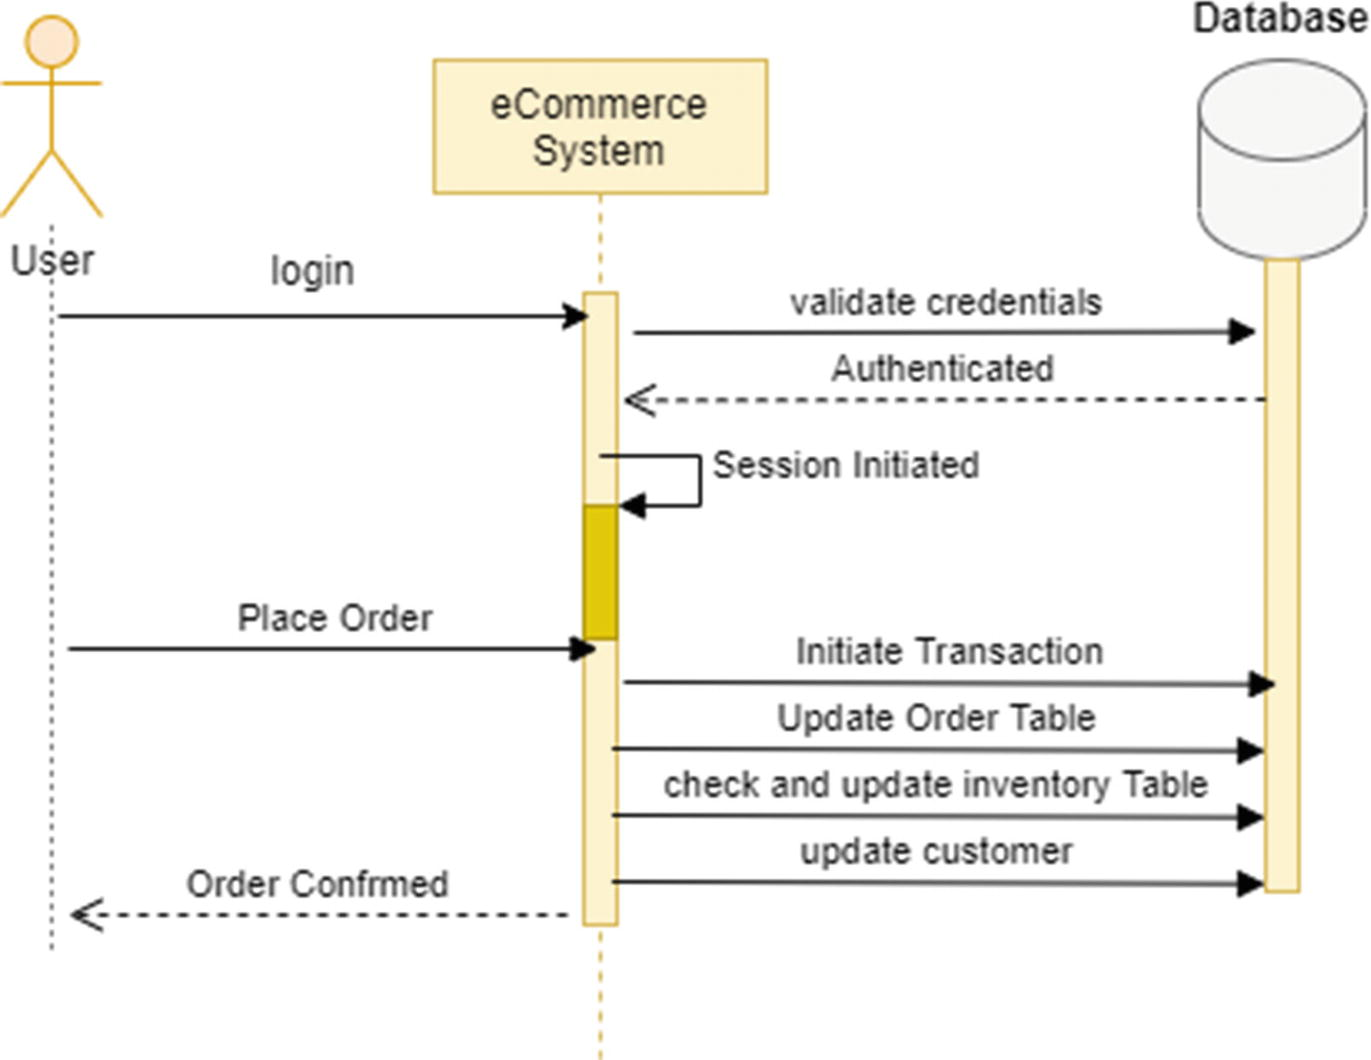 Database
eCommerce
System
User
login
validate credentials
Authenticated
Session Initiated
Place Order
Initiate Transaction
Update Order Table
check and update inventory Table
update customer
Order Confrmed